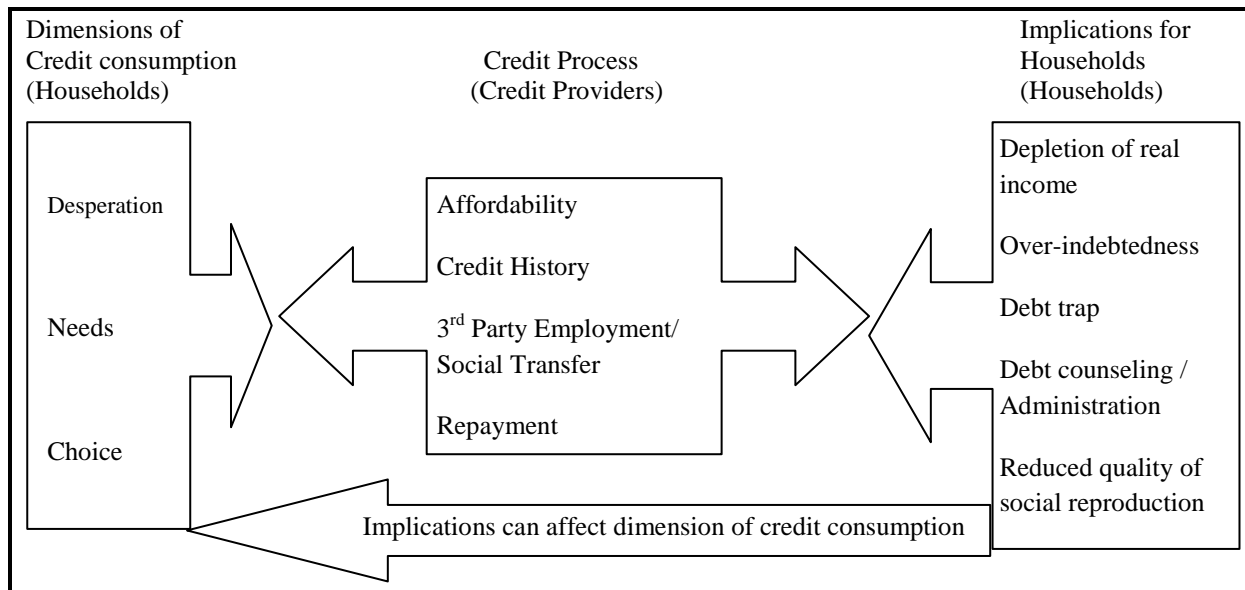 Dimensions of
Credit consumption
(Households)
Credit Process
(Credit Providers)
Implications for
Households
(Households)
Desperation
Needs
Choice
Affordability
Credit History
3rd Party Employment/
Social Transfer
Repayment
Depletion of real
income
Over-indebtedness
Debt trap
Debt counseling /
Administration
Reduced quality of
social reproduction
Implications can affect dimension of credit consumption